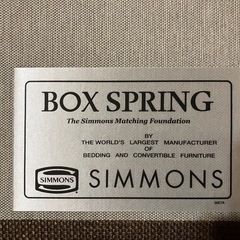 BOX SPRING
The Simmons Matching Foundation
BY
THE WORLD'S LARGEST MANUFACTURER
OF
BEDDING AND CONVERTIBLE FURNITURE
SIMMONS
SIMMONS